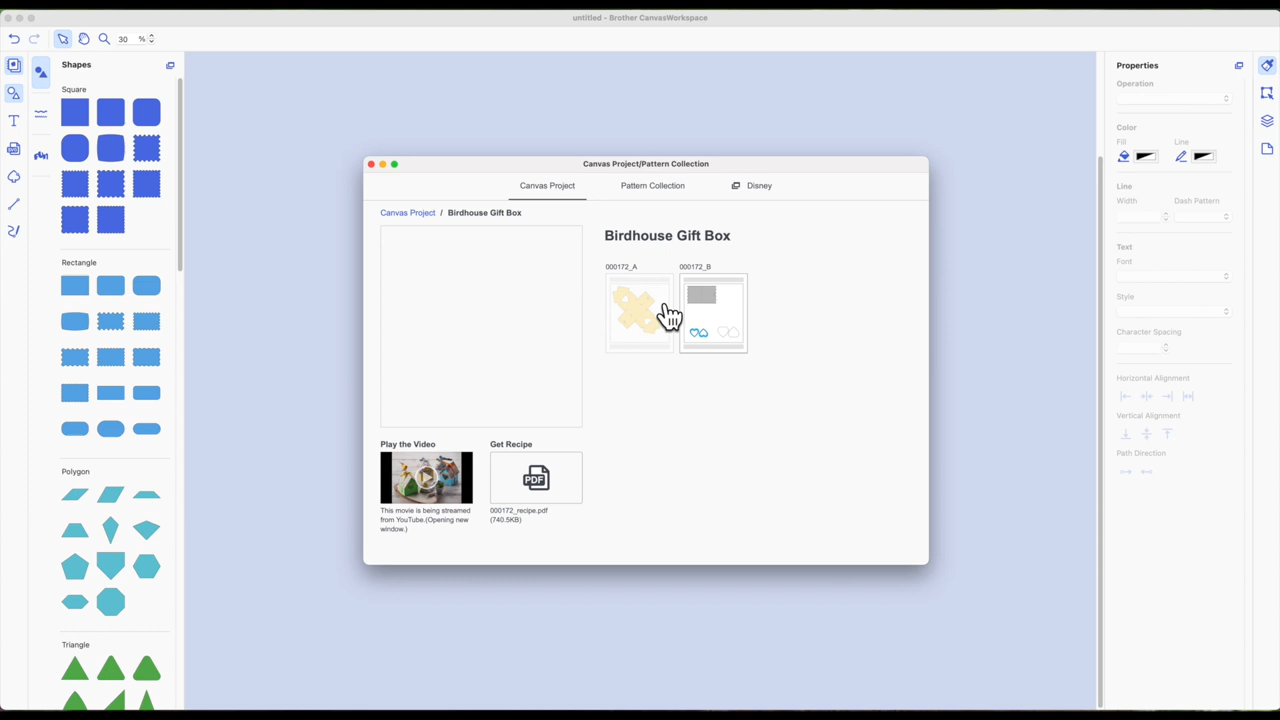 untitled - Brother CanvasWorkspace
30 %
Shapes
Square
Rectangle
Polygon
Triangle
Canvas Project/Pattern Collection
Canvas Project
Pattern Collection
Disney
Canvas Project / Birdhouse Gift Box
Birdhouse Gift Box
000172_A
000172_B
Play the Video
This movie is being streamed
from YouTube.(Opening new
window.)
Get Recipe
PDF
000172_recipe.pdf
(740.5KB)
Properties
Operation
Color
Fill
Line
Line
Width
Dash Pattern
Text
Font
Style
Character Spacing
Horizontal Alignment
Vertical Alignment
Path Direction